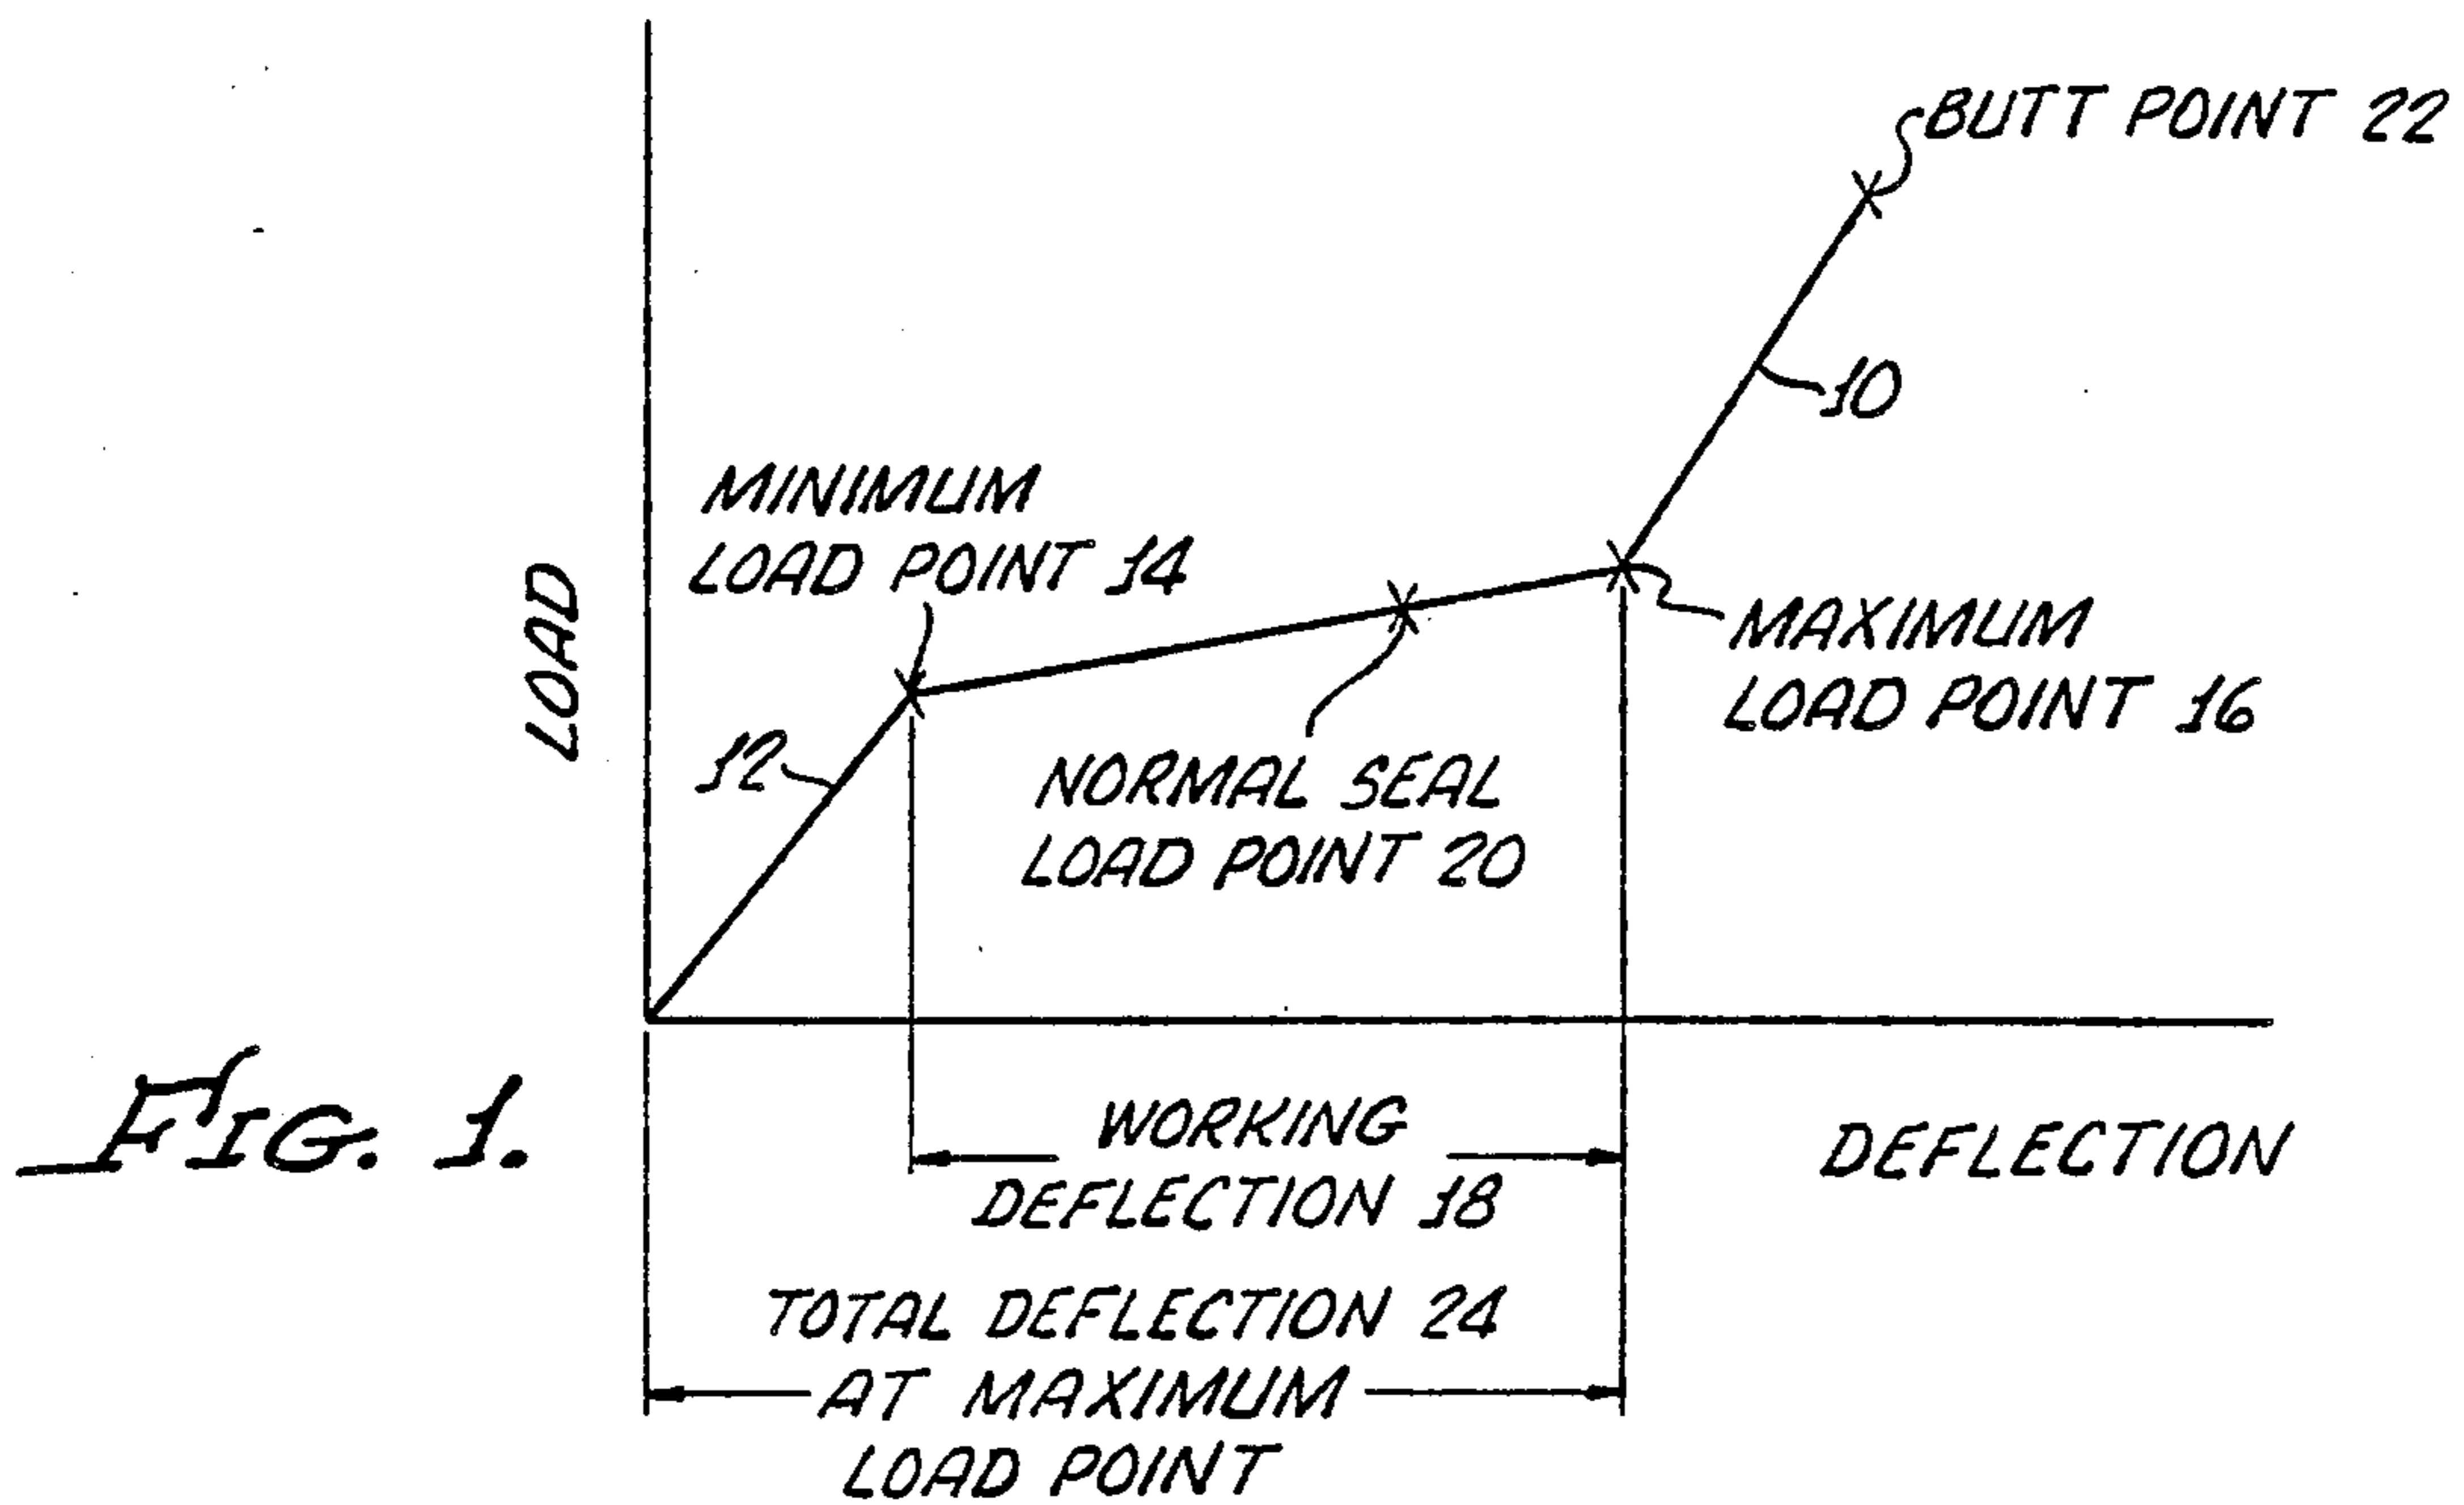 BUTT POINT 22
10
MINIMUM
LOAD POINT 14
LOAD
MAXIMUM
LOAD POINT 16
12
NORMAL SEAL
LOAD POINT 20
FIG. 1.
WORKING
DEFLECTION 18
DEFLECTION
TOTAL DEFLECTION 24
AT MAXIMUM
LOAD POINT